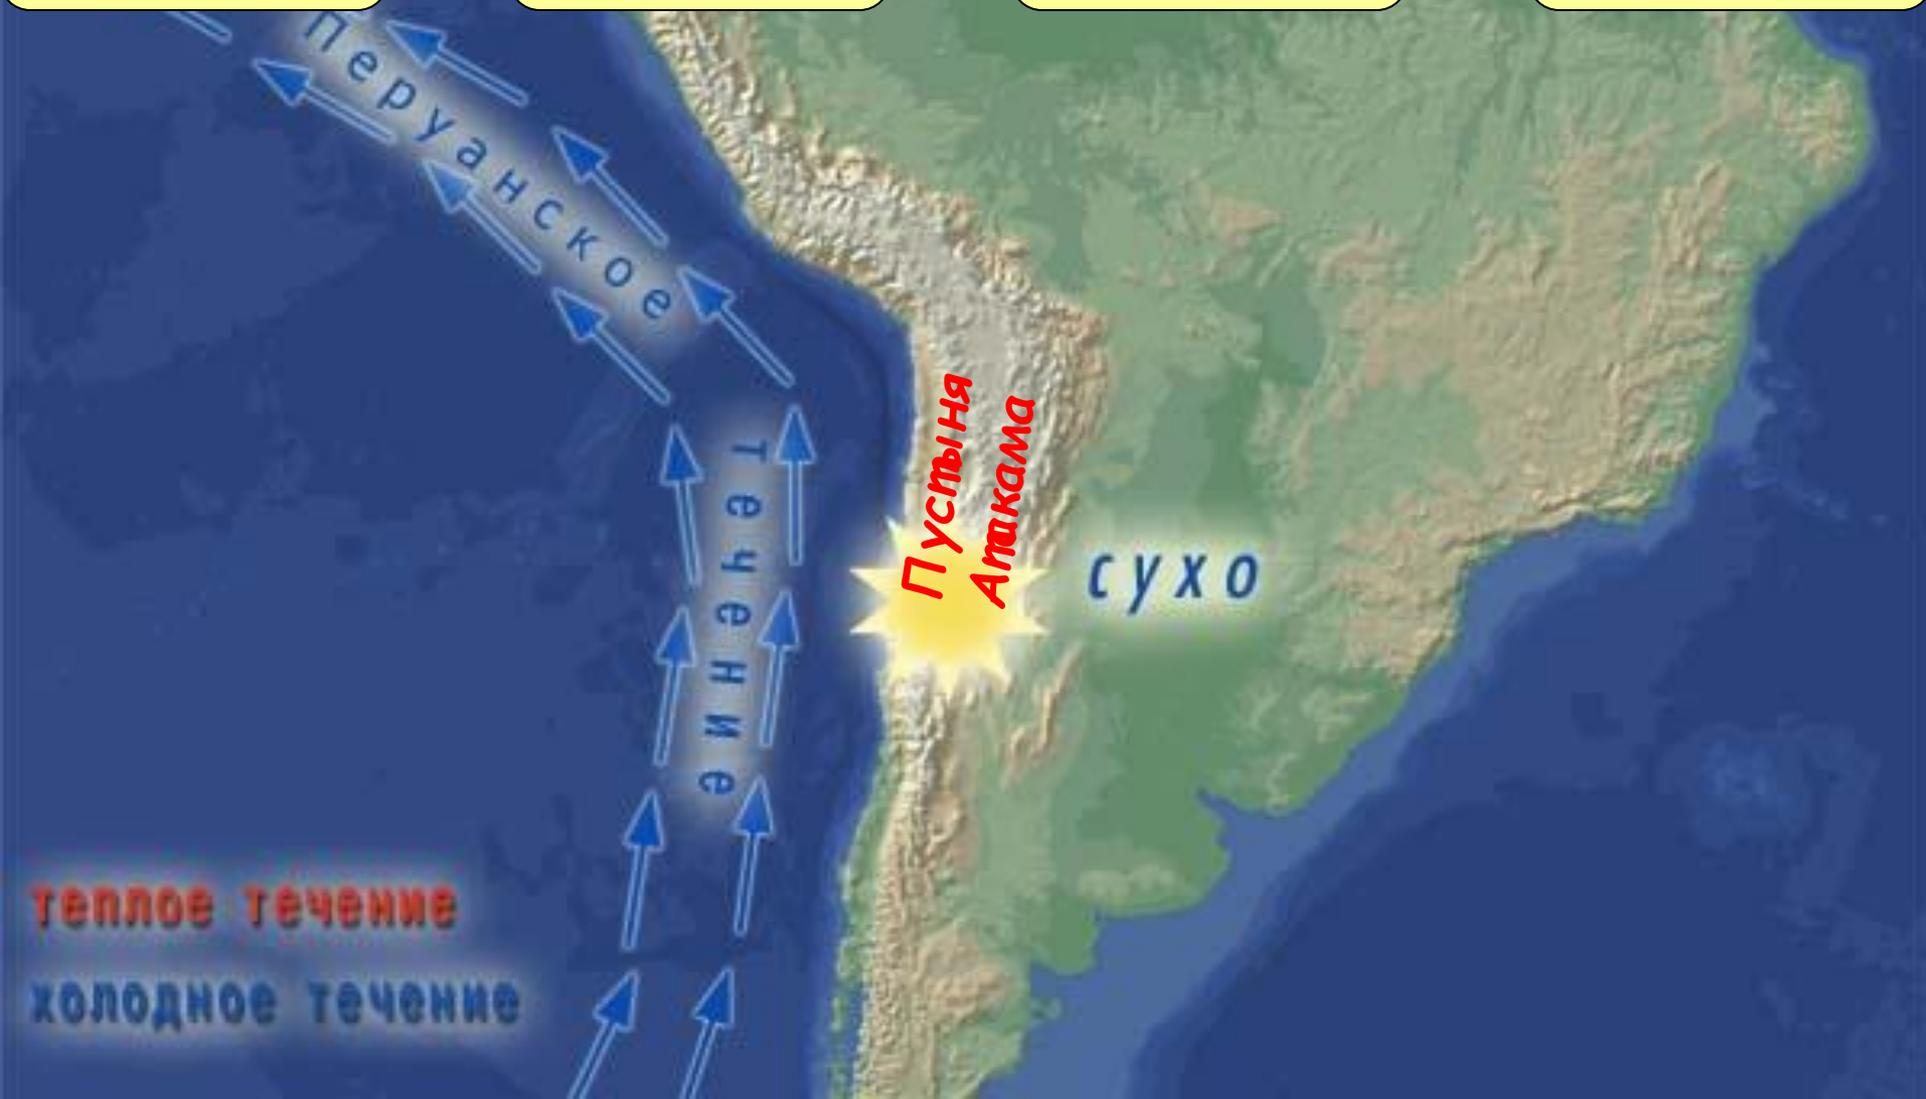 Перуанское
течение
Пустыня
Атакама
сухо
теплое течение
холодное течение